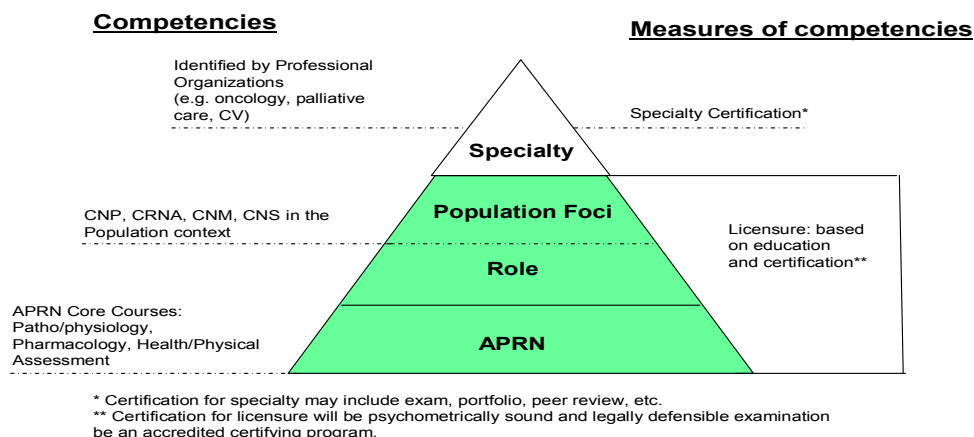 Competencies
Measures of competencies
Identified by Professional
Organizations
(e.g. oncology, palliative
care, CV)
Specialty Certification*
Specialty
CNP, CRNA, CNM, CNS in the
Population context
Population Foci
Licensure: based
on education
and certification**
Role
APRN Core Courses:
Patho/physiology,
Pharmacology, Health/Physical
Assessment
APRN
* Certification for specialty may include exam, portfolio, peer review, etc.
** Certification for licensure will be psychometrically sound and legally defensible examination
be an accredited certifying program.